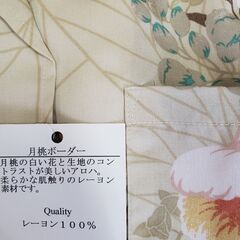 月桃ボーダー
月桃の白い花と生地のコン
トラストが美しいアロハ。
柔らかな肌触りのレーヨン
素材です。
Quality
レーヨン100%